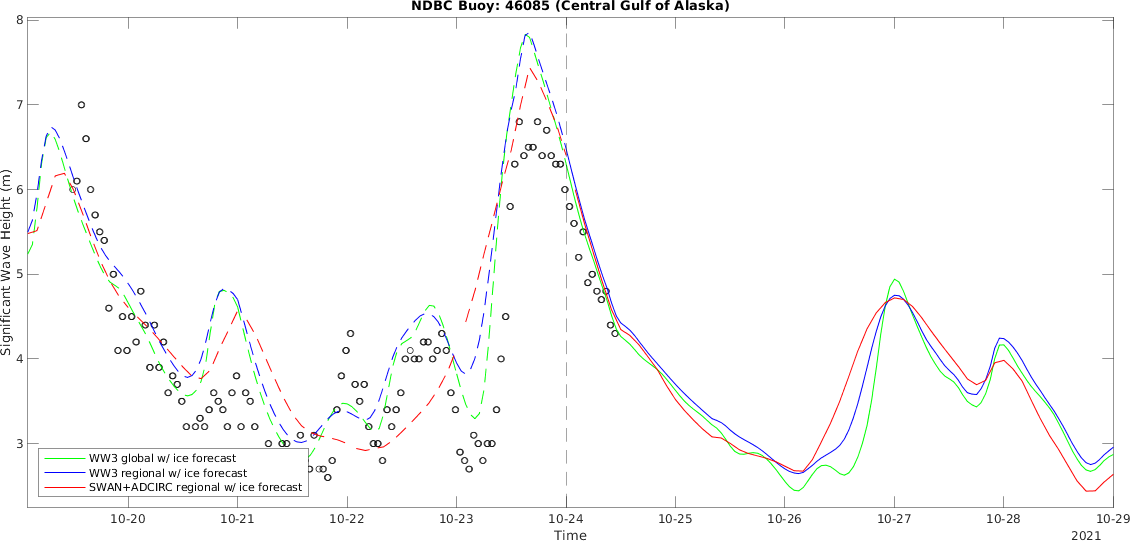 NDBC Buoy: 46085 (Central Gulf of Alaska)
8
7
6
5
4
3
Significant Wave Height (m)
WW3 global w/ ice forecast
WW3 regional w/ ice forecast
SWAN+ADCIRC regional w/ ice forecast
10-20 10-21 10-22 10-23 10-24 10-25 10-26 10-27 10-28 10-29
Time
2021